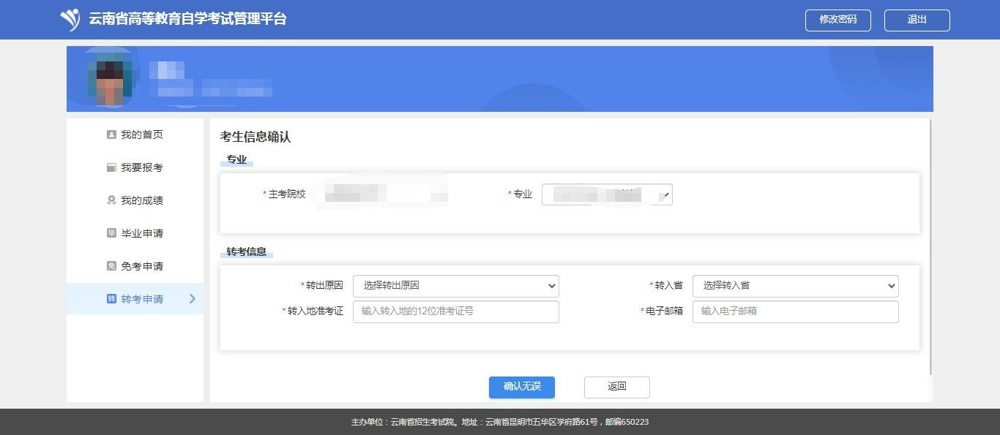 云南省高等教育自学考试管理平台
修改密码
退出
我的首页
我要报考
我的成绩
毕业申请
免考申请
转考申请
考生信息确认
专业
*主考院校
*专业
转考信息
*转出原因 选择转出原因
*转入省 选择转入省
*转入地准考证 输入转入地的12位准考证号
*电子邮箱 输入电子邮箱
确认无误
返回
主办单位：云南省招生考试院。地址：云南省昆明市五华区学府路61号，邮编650223